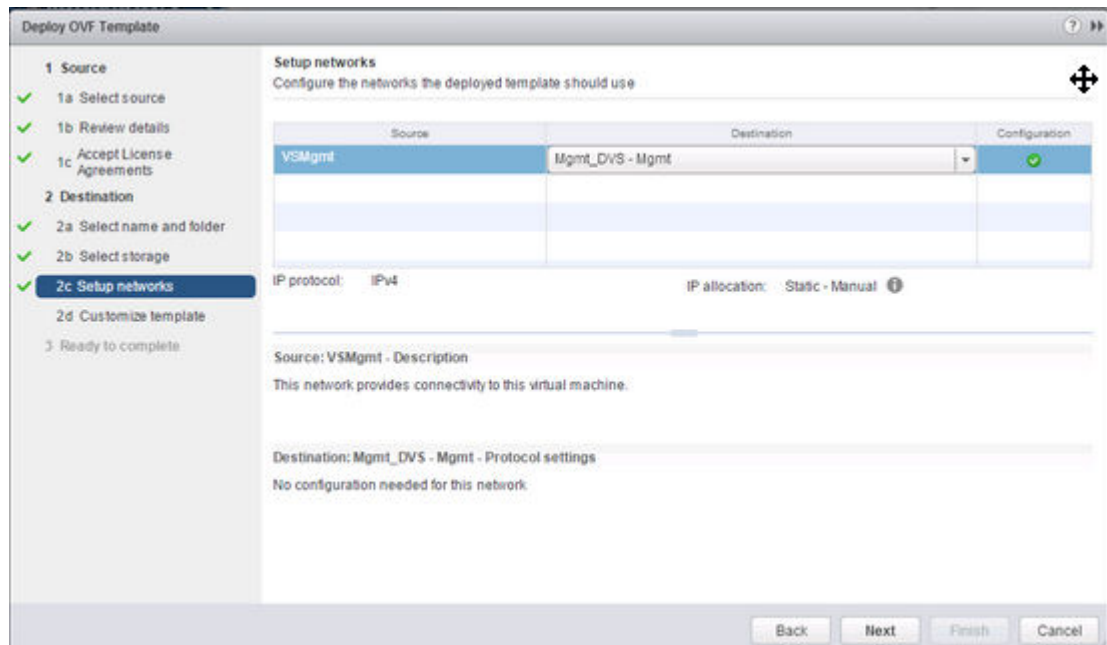 Deploy OVF Template
1 Source
1a Select source
1b Review details
1c Accept License
Agreements
2 Destination
2a Select name and folder
2b Select storage
2c Setup networks
2d Customize template
3 Ready to complete
Setup networks
Configure the networks the deployed template should use
Source Destination Configuration
VSMgmt Mgmt_DVS - Mgmt
IP protocol: IPv4 IP allocation: Static - Manual
Source: VSMgmt - Description
This network provides connectivity to this virtual machine.
Destination: Mgmt_DVS - Mgmt - Protocol settings
No configuration needed for this network
Back Next Finish Cancel